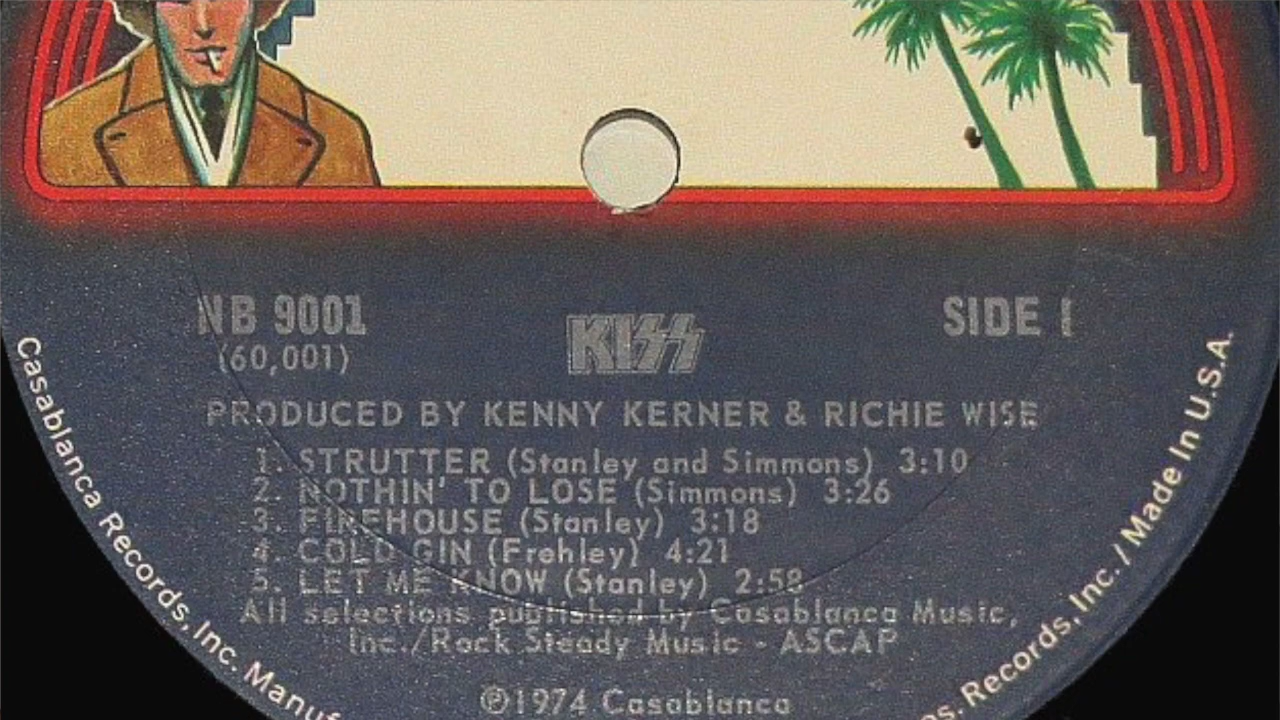 NB 9001
(60,001)
KISS
SIDE 1
PRODUCED BY KENNY KERNER & RICHIE WISE
1. STRUTTER (Stanley and Simmons) 3:10
2. NOTHIN' TO LOSE (Simmons) 3:26
3. FIREHOUSE (Stanley) 3:18
4. COLD GIN (Frehley) 4:21
5. LET ME KNOW (Stanley) 2:58
All selections published by Casablanca Music,
Inc./Rock Steady Music - ASCAP
℗1974 Casablanca
Casablanca Records, Inc. Manuf
os. Records, Inc. / Made In U.S.A.